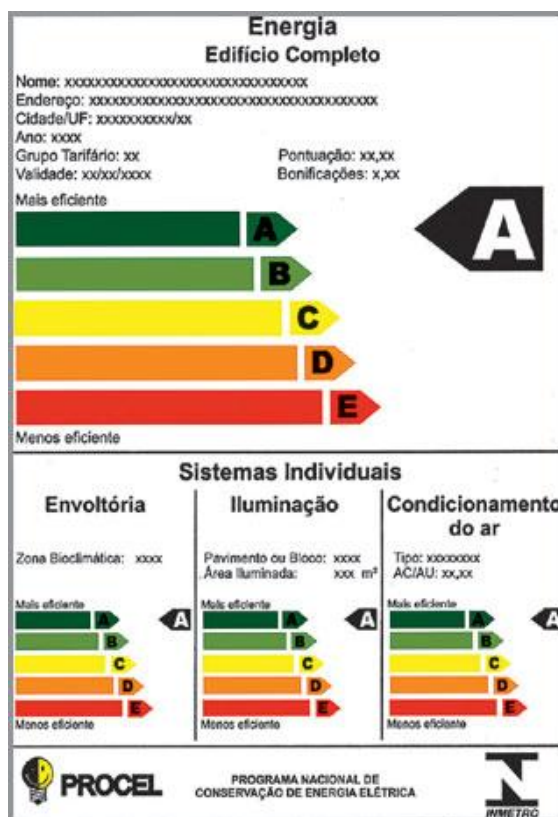 Energia
Edifício Completo
Nome: xxxxxxxxxxxxxxxxxxxxxxxxxxxxxxxx
Endereço: xxxxxxxxxxxxxxxxxxxxxxxxxxxxxxxxxxxxxx
Cidade/UF: xxxxxxxxxx/xx
Ano: xxxx
Grupo Tarifário: xx Pontuação: xx,xx
Validade: xx/xx/xxxx Bonificações: x,xx
Mais eficiente
A
A
B
C
D
E
Menos eficiente
Sistemas Individuais
Envoltória
Zona Bioclimática: xxxx
Mais eficiente
A A
B
C
D
E
Menos eficiente
Iluminação
Pavimento ou Bloco: xxxx
Área Iluminada: xxx m²
Mais eficiente
A A
B
C
D
E
Menos eficiente
Condicionamento
do ar
Tipo: xxxxxxxx
AC/AU: xx,xx
Mais eficiente
A A
B
C
D
E
Menos eficiente
PROCEL
PROGRAMA NACIONAL DE
CONSERVAÇÃO DE ENERGIA ELÉTRICA
INMETRO